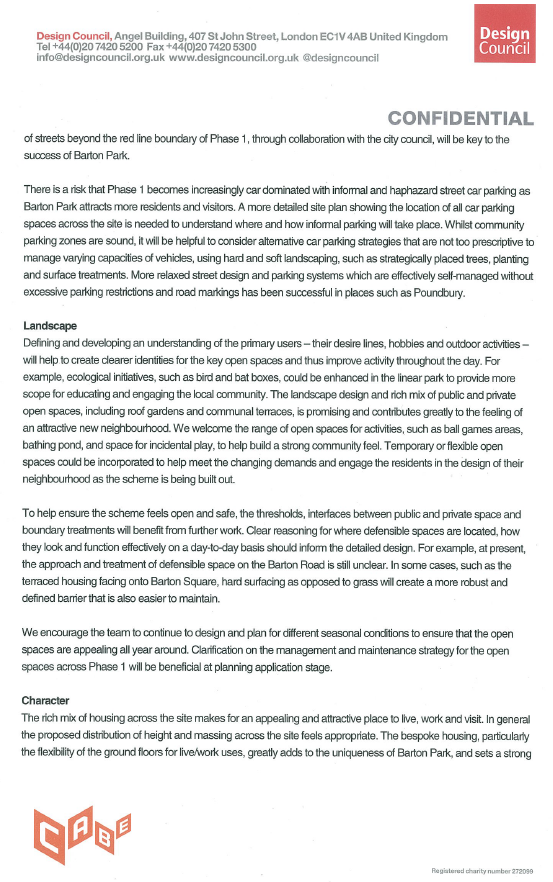 Design Council, Angel Building, 407 St John Street, London EC1V 4AB United Kingdom
Tel +44(0)20 7420 5200 Fax +44(0)20 7420 5300
info@designcouncil.org.uk www.designcouncil.org.uk @designcouncil
Design
Council
CONFIDENTIAL
of streets beyond the red line boundary of Phase 1, through collaboration with the city council, will be key to the
success of Barton Park.
There is a risk that Phase 1 becomes increasingly car dominated with informal and haphazard street car parking as
Barton Park attracts more residents and visitors. A more detailed site plan showing the location of all car parking
spaces across the site is needed to understand where and how informal parking will take place. Whilst community
parking zones are sound, it will be helpful to consider alternative car parking strategies that are not too prescriptive to
manage varying capacities of vehicles, using hard and soft landscaping, such as strategically placed trees, planting
and surface treatments. More relaxed street design and parking systems which are effectively self-managed without
excessive parking restrictions and road markings has been successful in places such as Poundbury.
Landscape
Defining and developing an understanding of the primary users – their desire lines, hobbies and outdoor activities –
will help to create clearer identities for the key open spaces and thus improve activity throughout the day. For
example, ecological initiatives, such as bird and bat boxes, could be enhanced in the linear park to provide more
scope for educating and engaging the local community. The landscape design and rich mix of public and private
open spaces, including roof gardens and communal terraces, is promising and contributes greatly to the feeling of
an attractive new neighbourhood. We welcome the range of open spaces for activities, such as ball games areas,
bathing pond, and space for incidental play, to help build a strong community feel. Temporary or flexible open
spaces could be incorporated to help meet the changing demands and engage the residents in the design of their
neighbourhood as the scheme is being built out.
To help ensure the scheme feels open and safe, the thresholds, interfaces between public and private space and
boundary treatments will benefit from further work. Clear reasoning for where defensible spaces are located, how
they look and function effectively on a day-to-day basis should inform the detailed design. For example, at present,
the approach and treatment of defensible space on the Barton Road is still unclear. In some cases, such as the
terraced housing facing onto Barton Square, hard surfacing as opposed to grass will create a more robust and
defined barrier that is also easier to maintain.
We encourage the team to continue to design and plan for different seasonal conditions to ensure that the open
spaces are appealing all year around. Clarification on the management and maintenance strategy for the open
spaces across Phase 1 will be beneficial at planning application stage.
Character
The rich mix of housing across the site makes for an appealing and attractive place to live, work and visit. In general
the proposed distribution of height and massing across the site feels appropriate. The bespoke housing, particularly
the flexibility of the ground floors for live/work uses, greatly adds to the uniqueness of Barton Park, and sets a strong
CABE
Registered charity number 272099